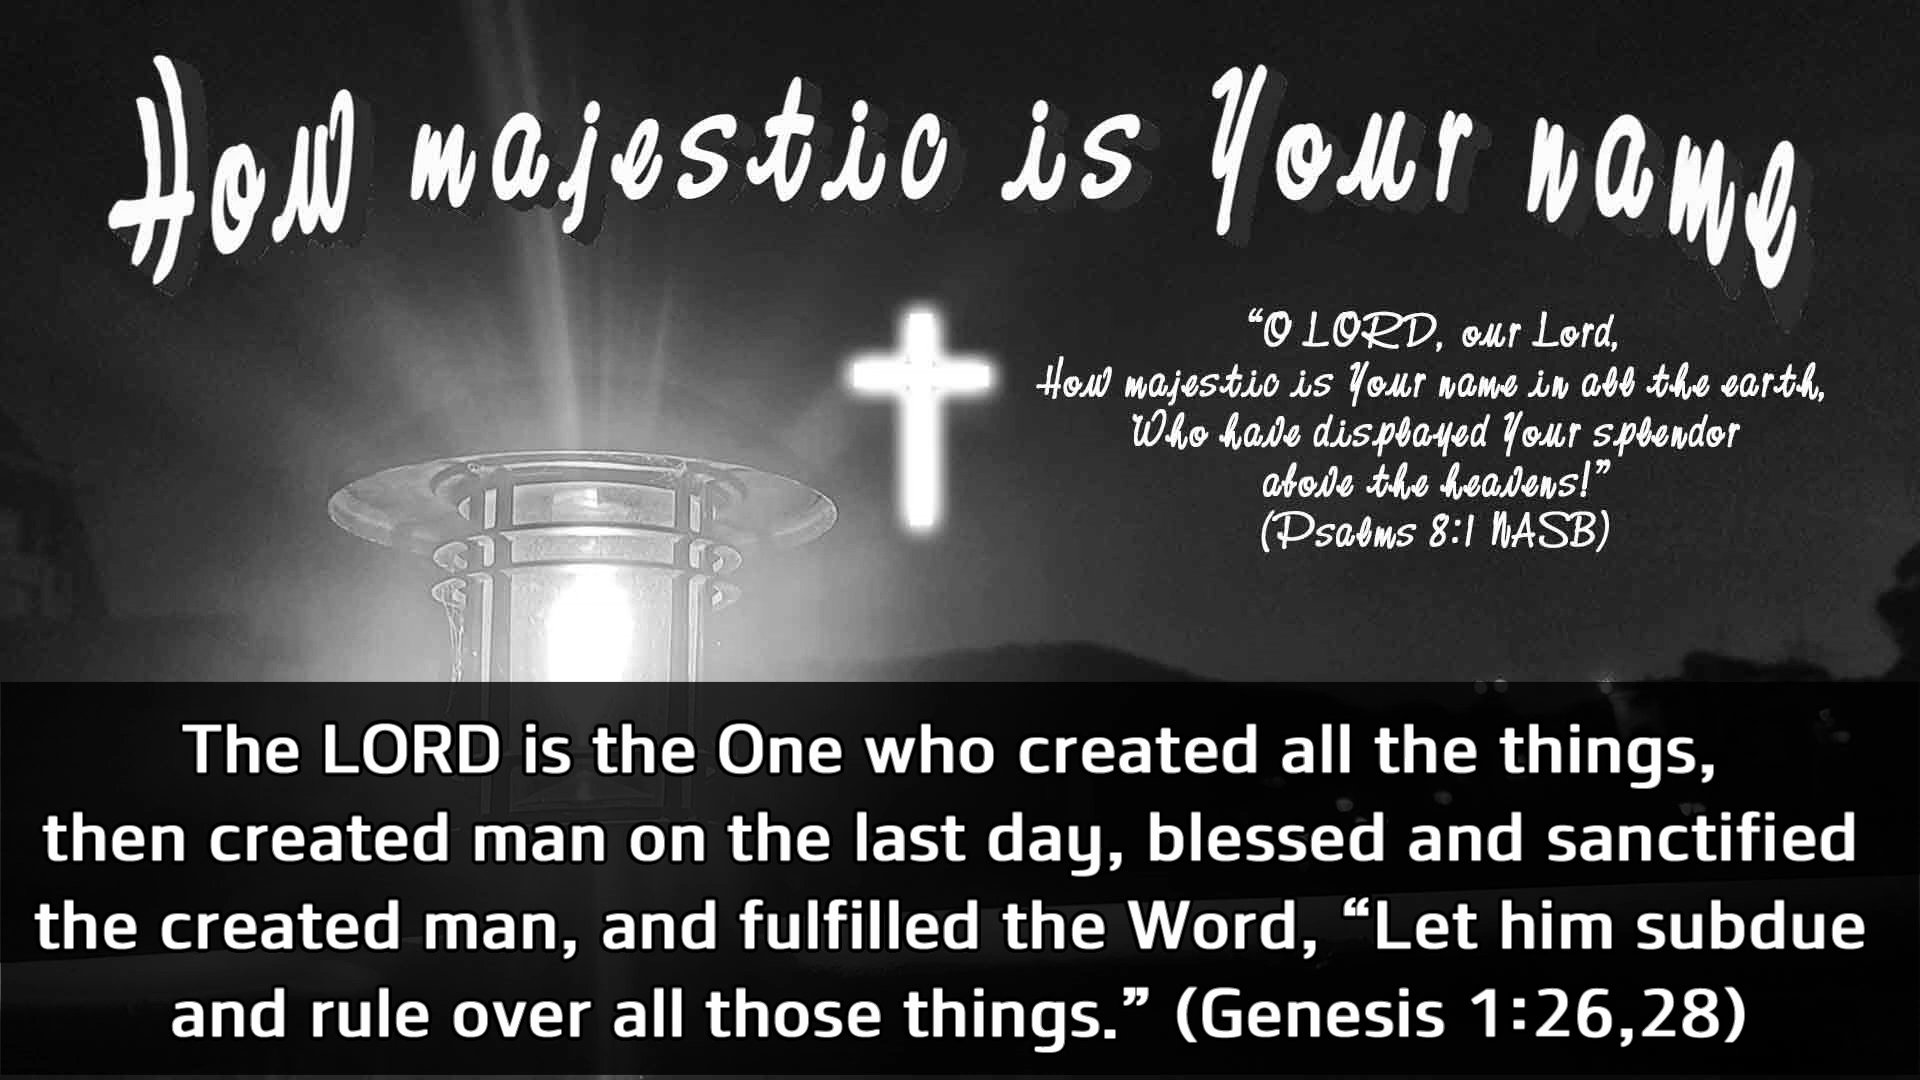 How majestic is Your name
“O LORD, our Lord,
How majestic is Your name in all the earth,
Who have displayed Your splendor
above the heavens!”
(Psalms 8:1 NASB)
The LORD is the One who created all the things,
then created man on the last day, blessed and sanctified
the created man, and fulfilled the Word, “Let him subdue
and rule over all those things.” (Genesis 1:26,28)